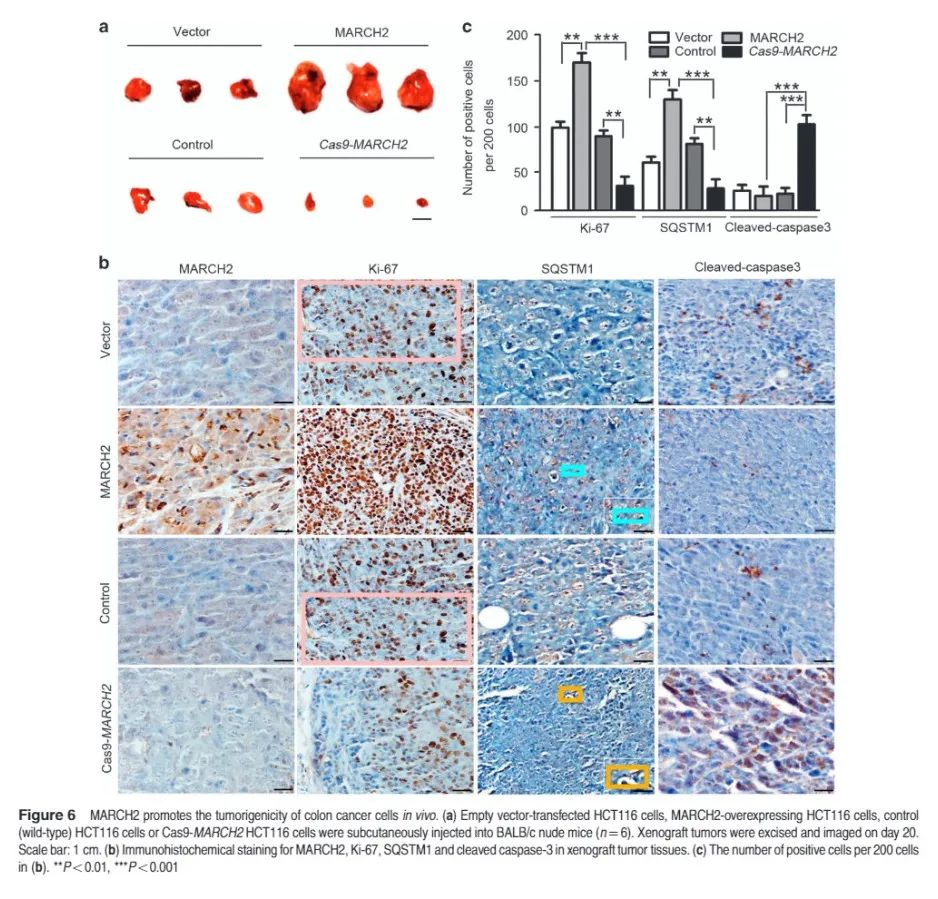 a
Vector
MARCH2
Control
Cas9-MARCH2
c
Vector
MARCH2
Control
Cas9-MARCH2
Number of positive cells
per 200 cells
200
150
100
50
0
**
***
**
**
***
**
***
***
Ki-67
SQSTM1
Cleaved-caspase3
b
MARCH2
Ki-67
SQSTM1
Cleaved-caspase3
Vector
MARCH2
Control
Cas9-MARCH2
Figure 6 MARCH2 promotes the tumorigenicity of colon cancer cells in vivo. (a) Empty vector-transfected HCT116 cells, MARCH2-overexpressing HCT116 cells, control
(wild-type) HCT116 cells or Cas9-MARCH2 HCT116 cells were subcutaneously injected into BALB/c nude mice (n = 6). Xenograft tumors were excised and imaged on day 20.
Scale bar: 1 cm. (b) Immunohistochemical staining for MARCH2, Ki-67, SQSTM1 and cleaved caspase-3 in xenograft tumor tissues. (c) The number of positive cells per 200 cells
in (b). **P<0.01, ***P<0.001